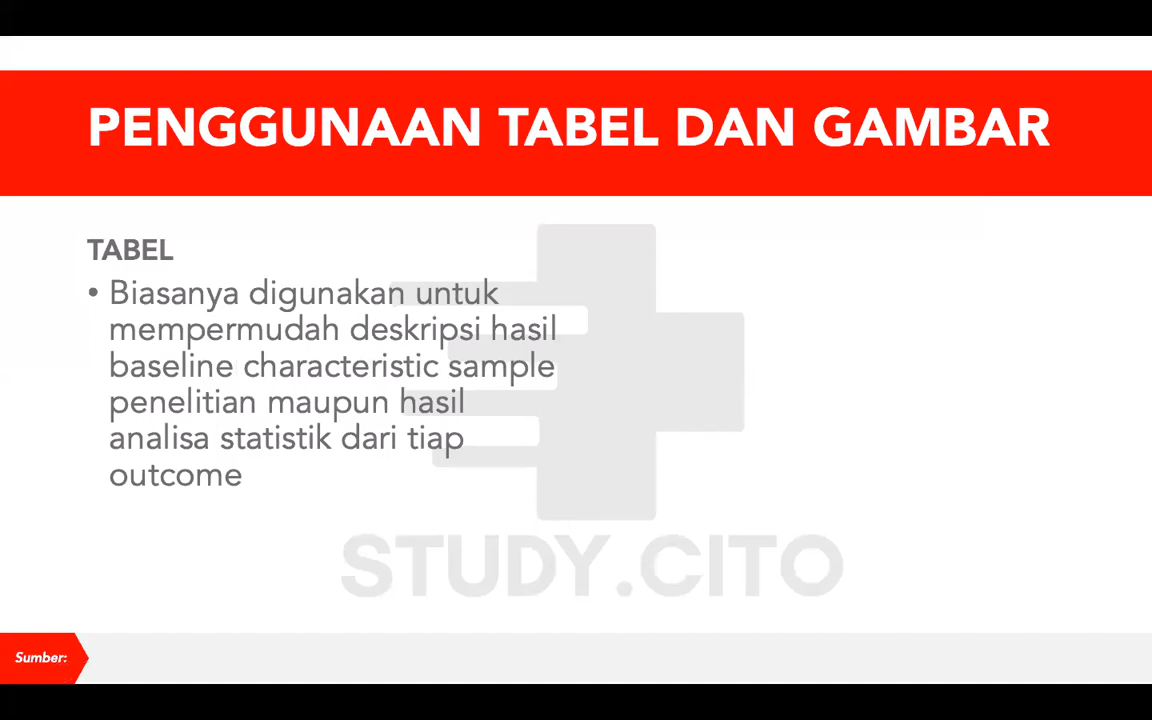 PENGGUNAAN TABEL DAN GAMBAR
TABEL
• Biasanya digunakan untuk
mempermudah deskripsi hasil
baseline characteristic sample
penelitian maupun hasil
analisa statistik dari tiap
outcome
STUDY.CITO
Sumber: